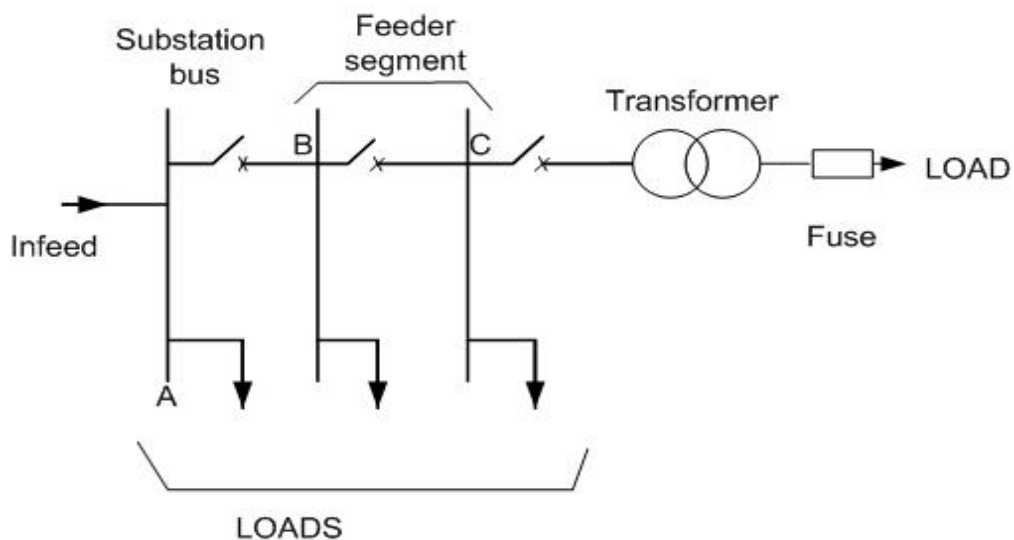 Substation
bus
Feeder
segment
Transformer
B
C
LOAD
Infeed
Fuse
A
LOADS